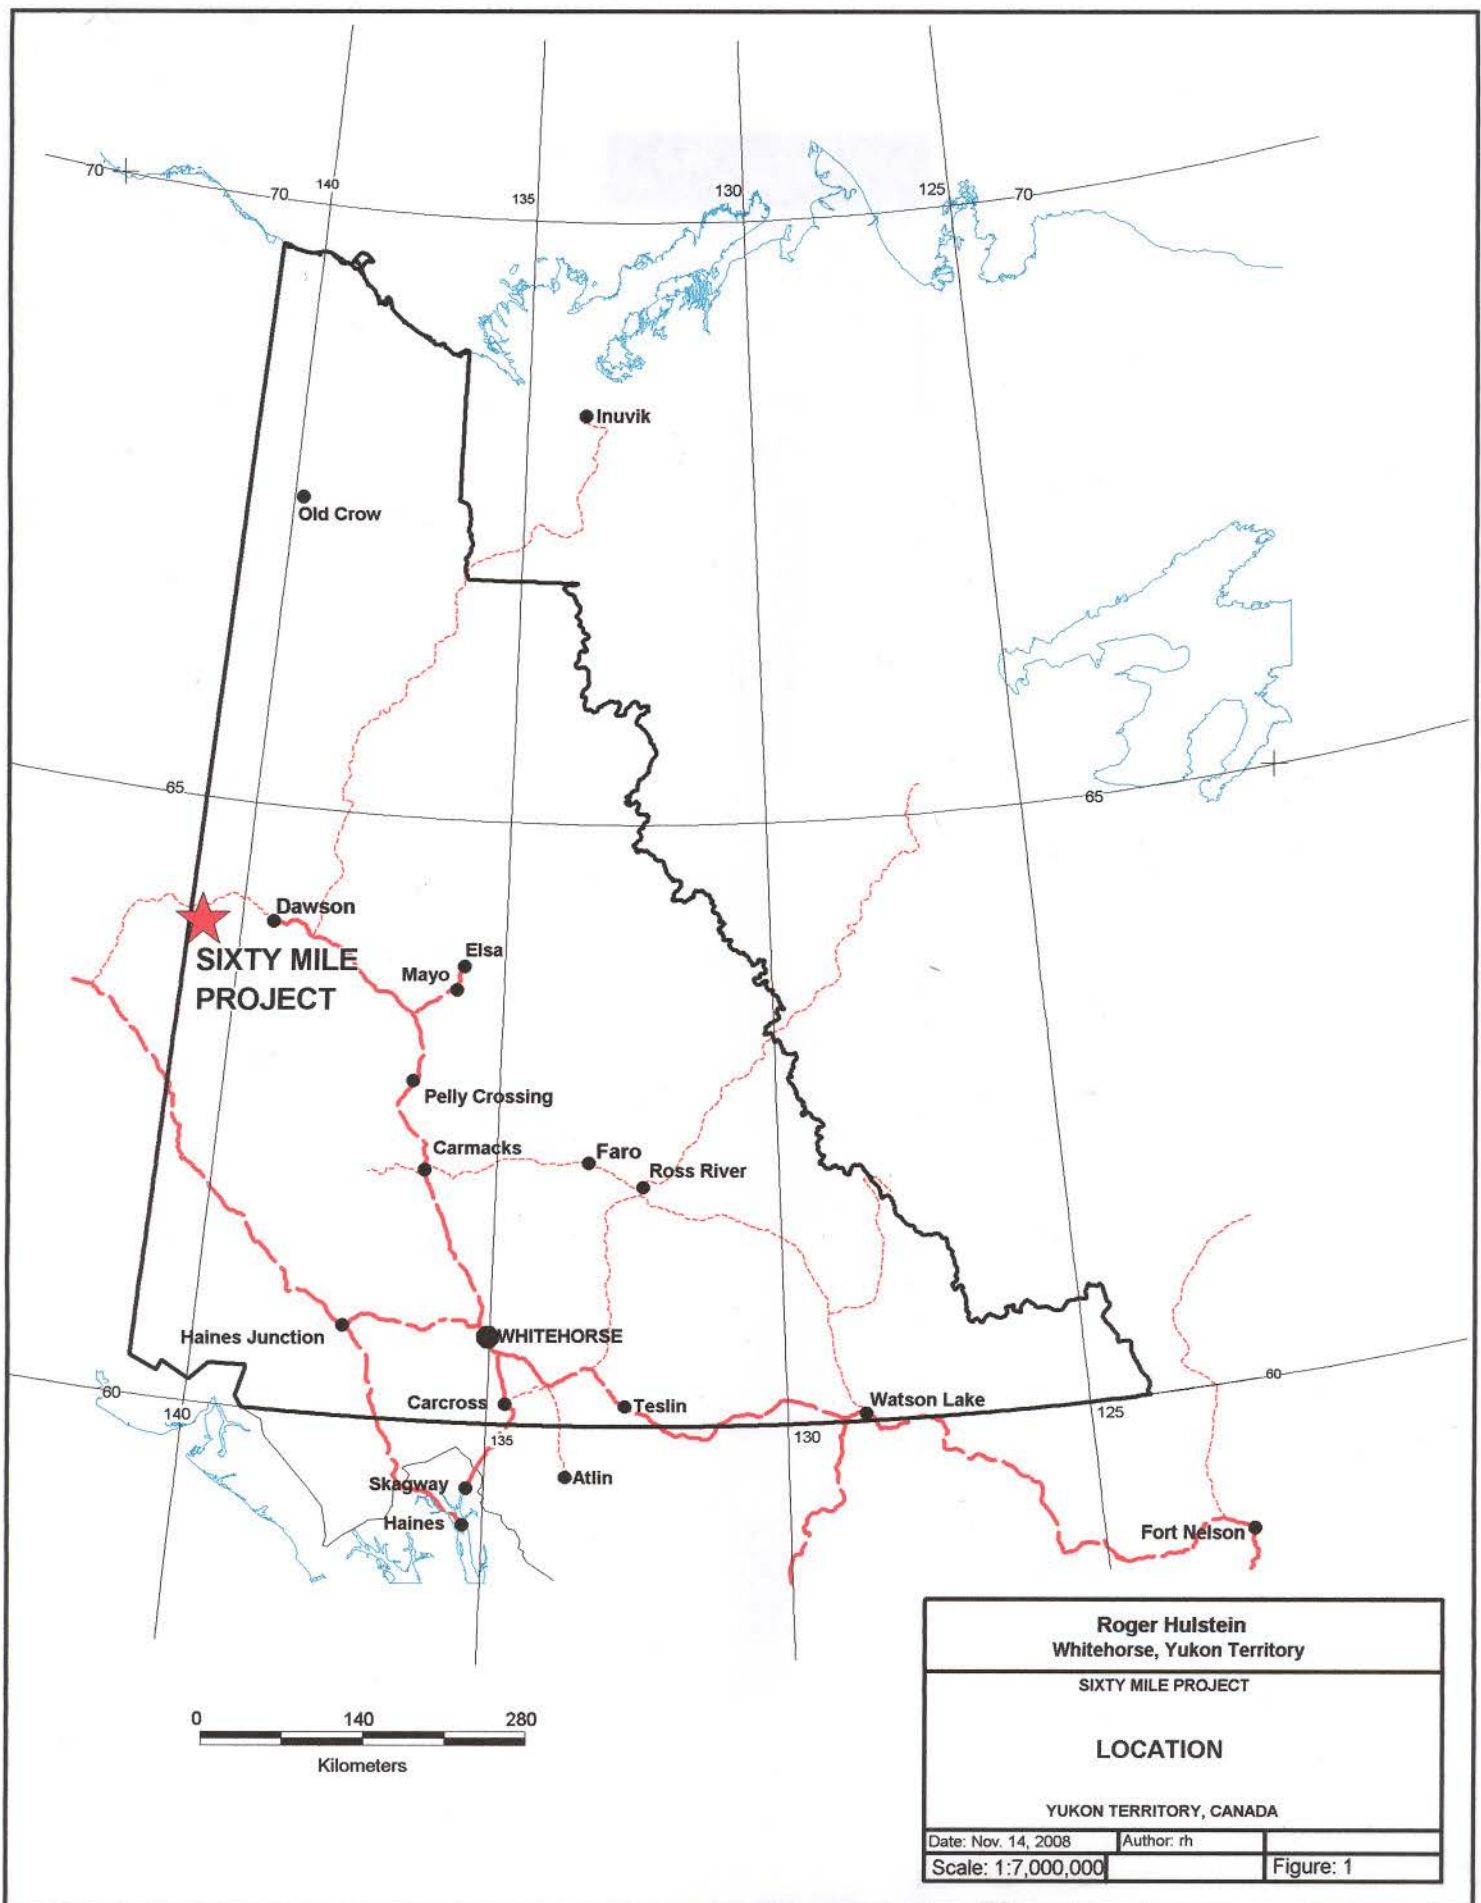 70
70
140
135
130
125
70
Inuvik
Old Crow
65
65
Dawson
SIXTY MILE
PROJECT
Elsa
Mayo
Pelly Crossing
Carmacks
Faro
Ross River
Haines Junction
WHITEHORSE
60
140
Carcross
Teslin
Watson Lake
60
125
135
130
Skagway
Atlin
Haines
Fort Nelson
Roger Hulstein
Whitehorse, Yukon Territory
SIXTY MILE PROJECT
LOCATION
YUKON TERRITORY, CANADA
Date: Nov. 14, 2008 Author: rh
Scale: 1:7,000,000 Figure: 1
0 140 280
Kilometers